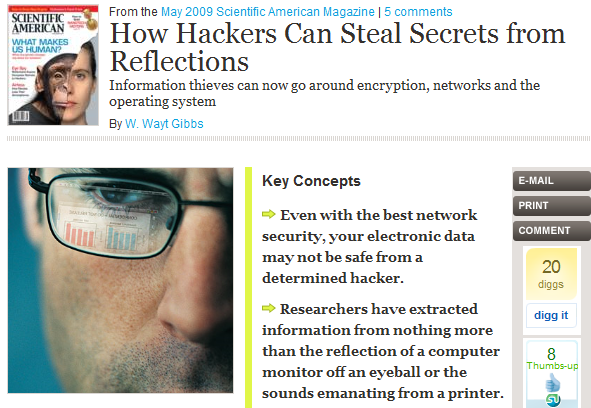 SCIENTIFIC
AMERICAN
WHAT MAKES
US HUMAN?
From the May 2009 Scientific American Magazine | 5 comments
How Hackers Can Steal Secrets from
Reflections
Information thieves can now go around encryption, networks and the
operating system
By W. Wayt Gibbs
Key Concepts
Even with the best network
security, your electronic data
may not be safe from a
determined hacker.
Researchers have extracted
information from nothing more
than the reflection of a computer
monitor off an eyeball or the
sounds emanating from a printer.
E-MAIL
PRINT
COMMENT
20
diggs
digg it
8
Thumbs-up